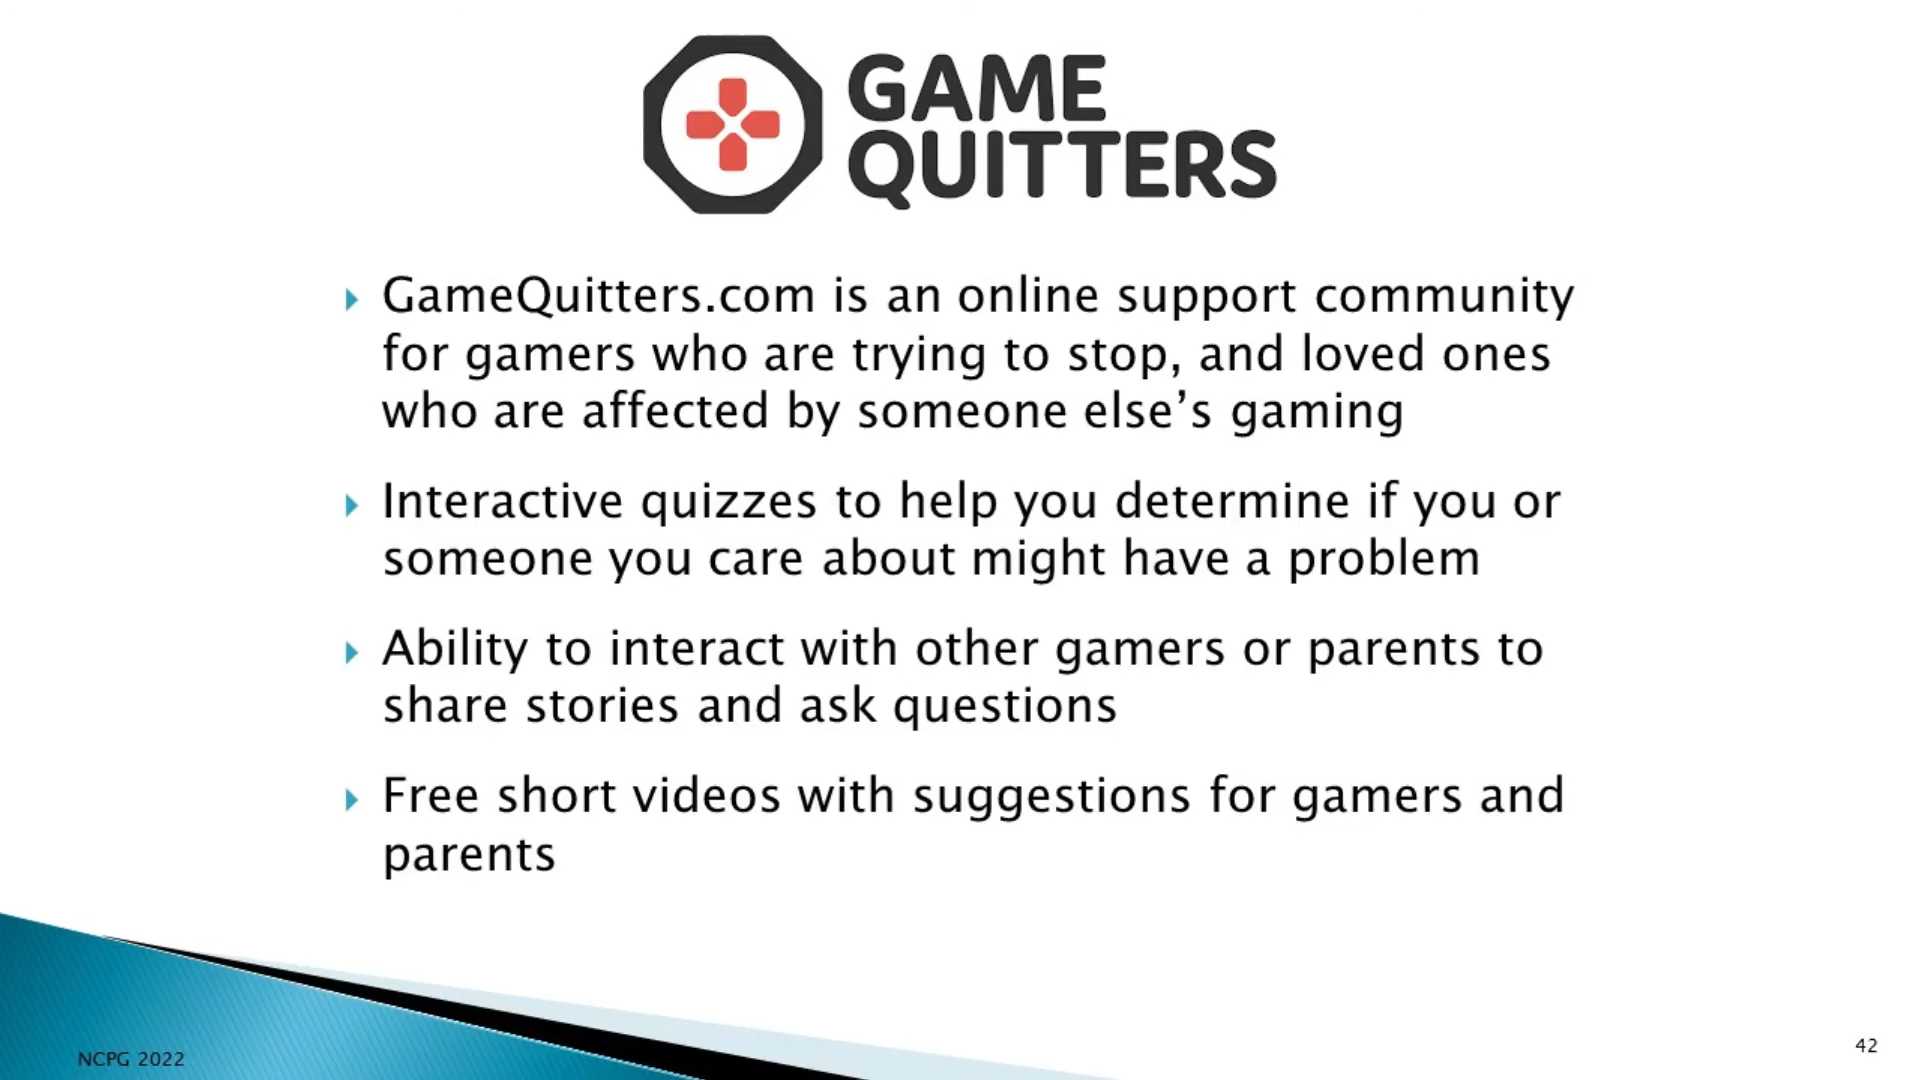 GAME
QUITTERS
GameQuitters.com is an online support community
for gamers who are trying to stop, and loved ones
who are affected by someone else’s gaming
Interactive quizzes to help you determine if you or
someone you care about might have a problem
Ability to interact with other gamers or parents to
share stories and ask questions
Free short videos with suggestions for gamers and
parents
NCPG 2022
42